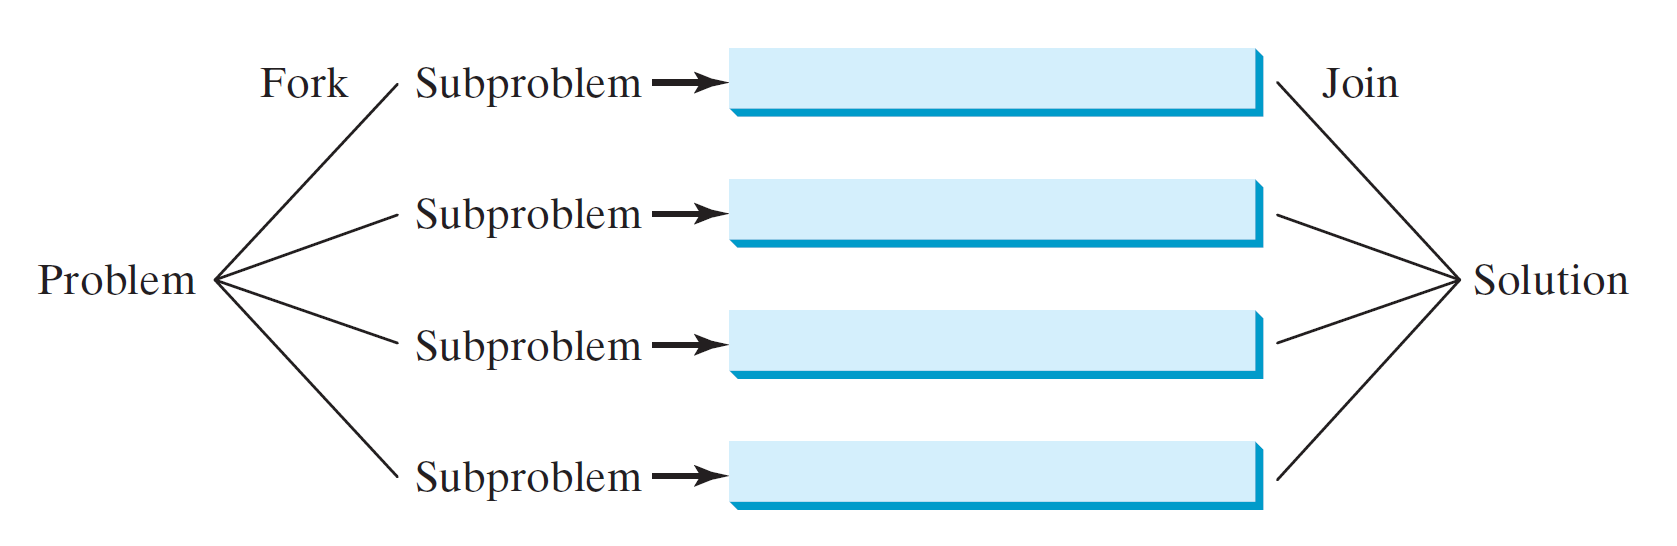 Fork
Subproblem
Join
Subproblem
Problem
Solution
Subproblem
Subproblem